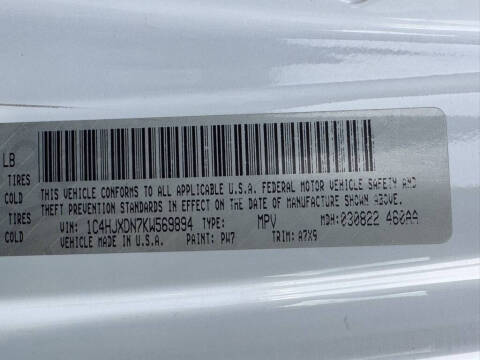 LB
TIRES
COLD
THIS VEHICLE CONFORMS TO ALL APPLICABLE U.S.A. FEDERAL MOTOR VEHICLE SAFETY AND
TIRES
THEFT PREVENTION STANDARDS IN EFFECT ON THE DATE OF MANUFACTURE SHOWN ABOVE.
COLD
VIN: 1C4HJXDN7KW569894 TYPE: MPV MDH:030822 460AA
VEHICLE MADE IN U.S.A. PAINT: PW7 TRIM: A7X9